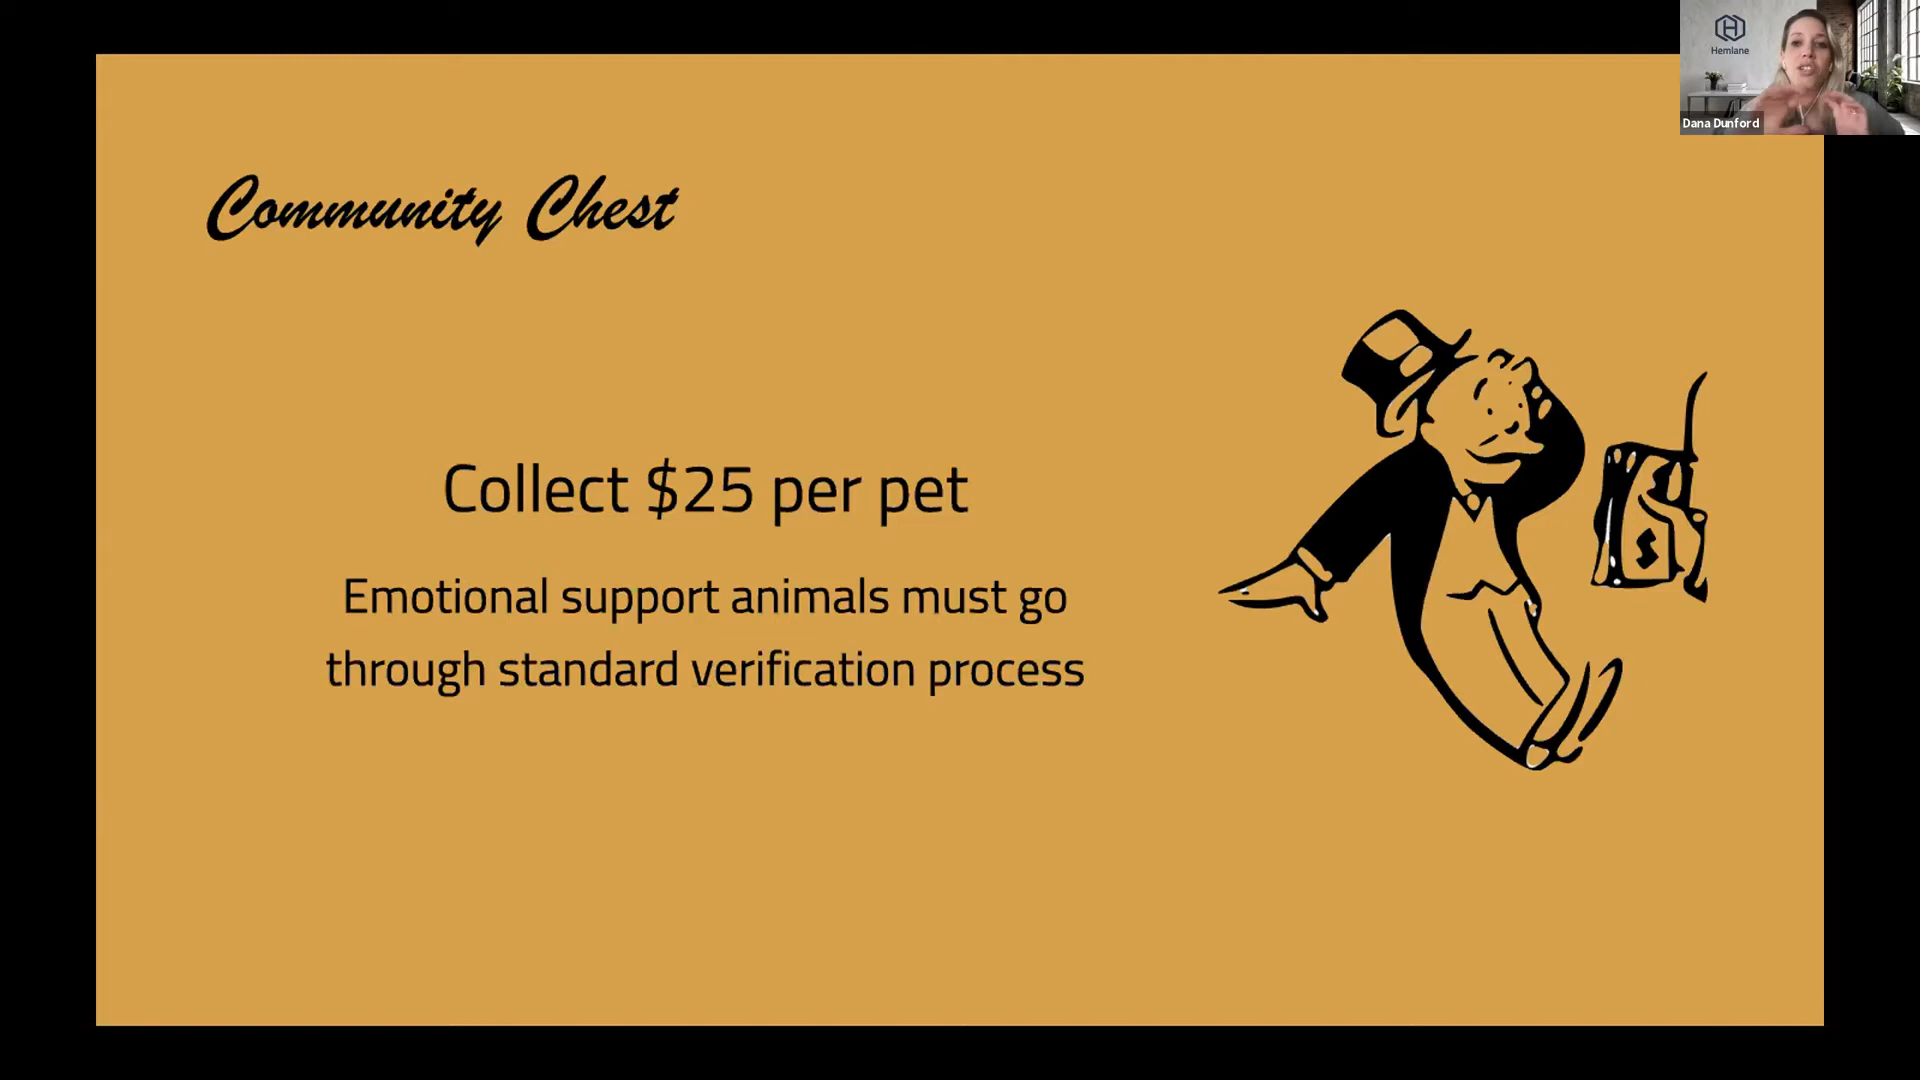 Hemlane
Dana Dunford
Community Chest
Collect $25 per pet
Emotional support animals must go
through standard verification process
$